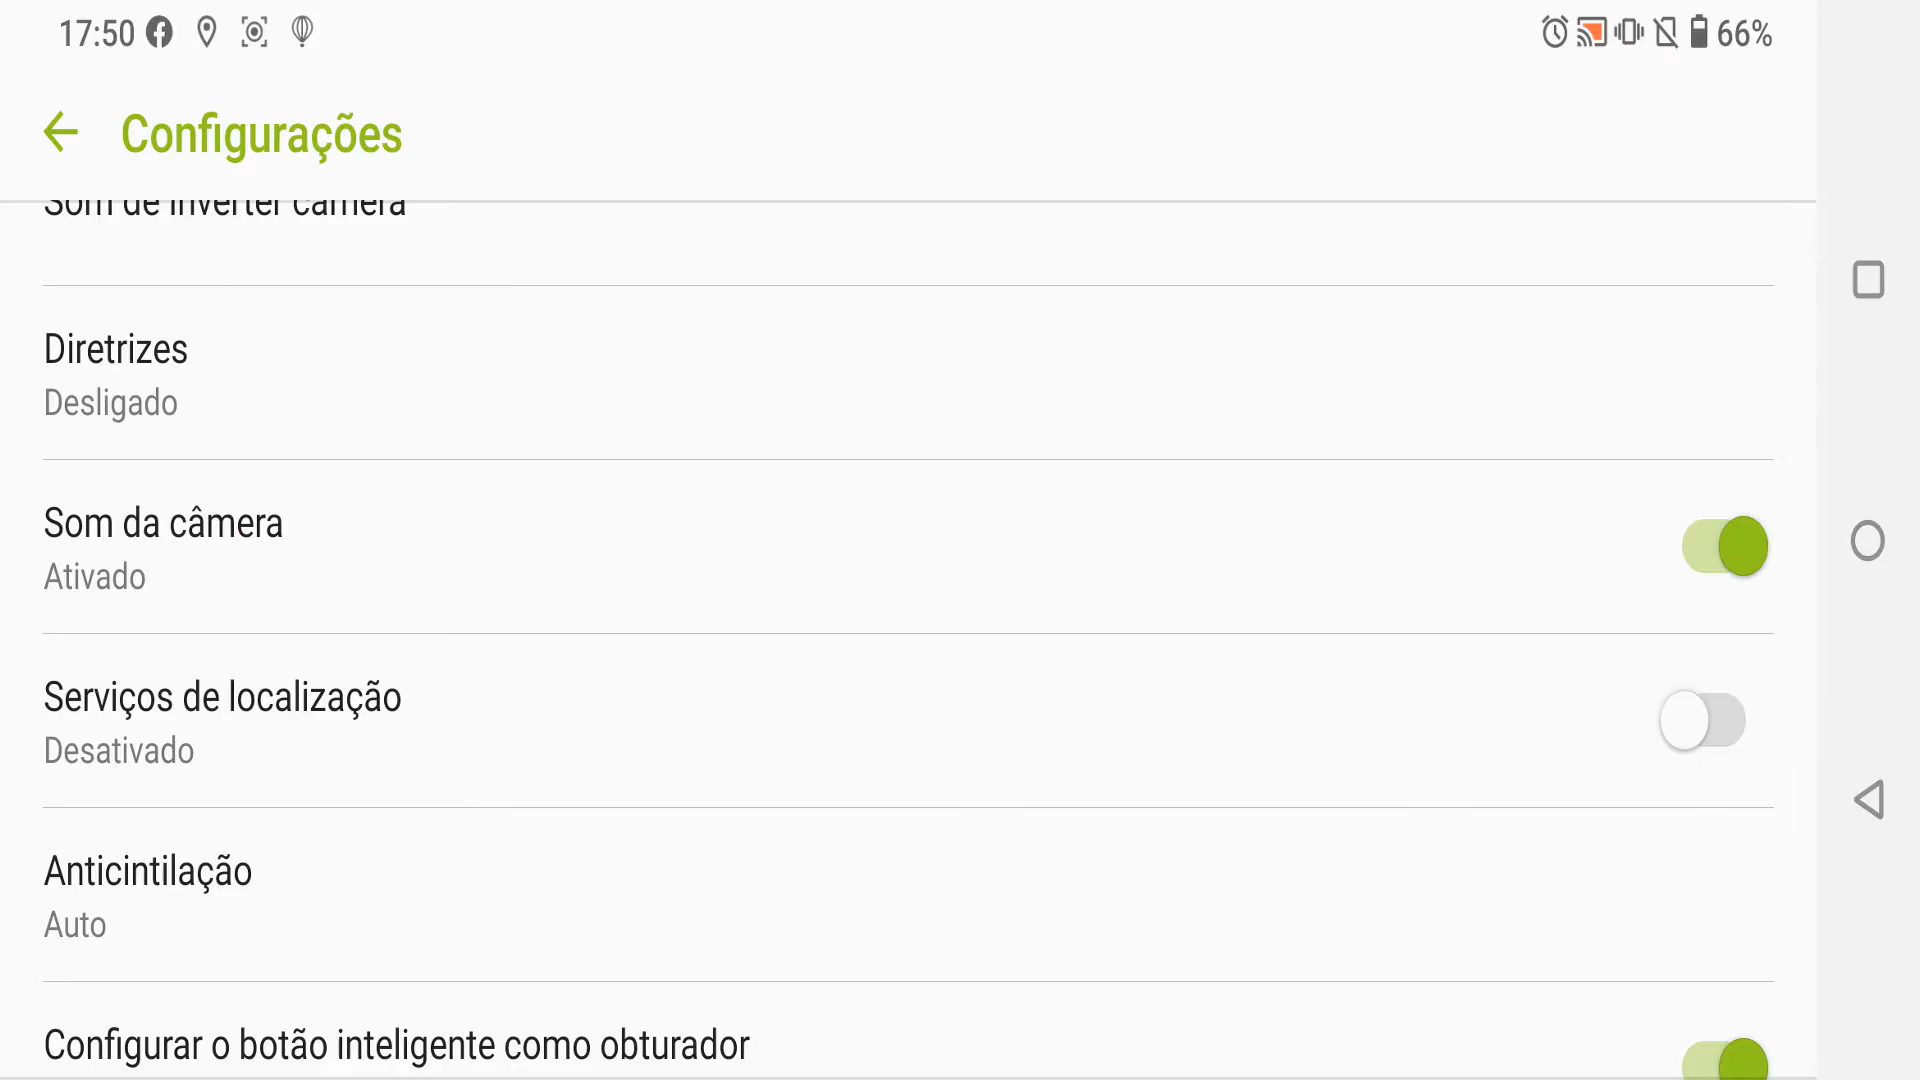 17:50
66%
Configurações
Som de inverter câmera
Diretrizes
Desligado
Som da câmera
Ativado
Serviços de localização
Desativado
Anticintilação
Auto
Configurar o botão inteligente como obturador